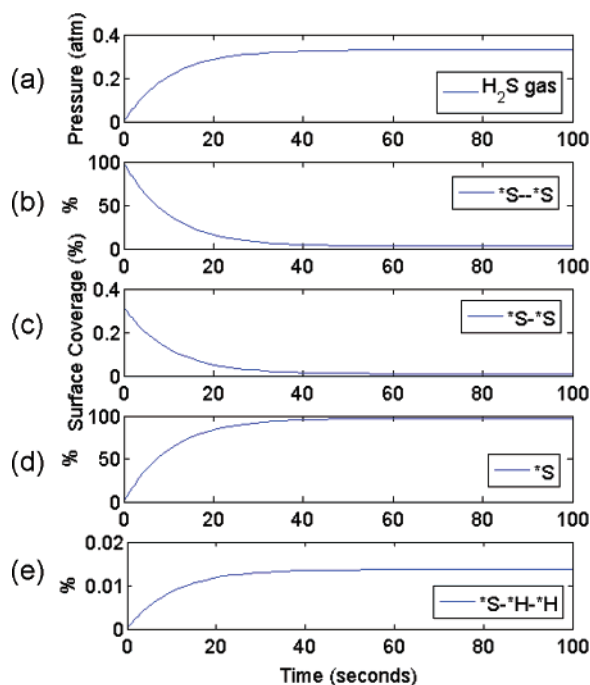 (a)
Pressure (atm)
0.4
0.2
0
H₂S gas
0 20 40 60 80 100
(b)
%
100
50
0
*S--*S
0 20 40 60 80 100
Surface Coverage (%)
(c)
0.4
0.2
0
*S-*S
0 20 40 60 80 100
(d)
%
100
50
0
*S
0 20 40 60 80 100
(e)
%
0.02
0.01
0
*S-*H-*H
0 20 40 60 80 100
Time (seconds)